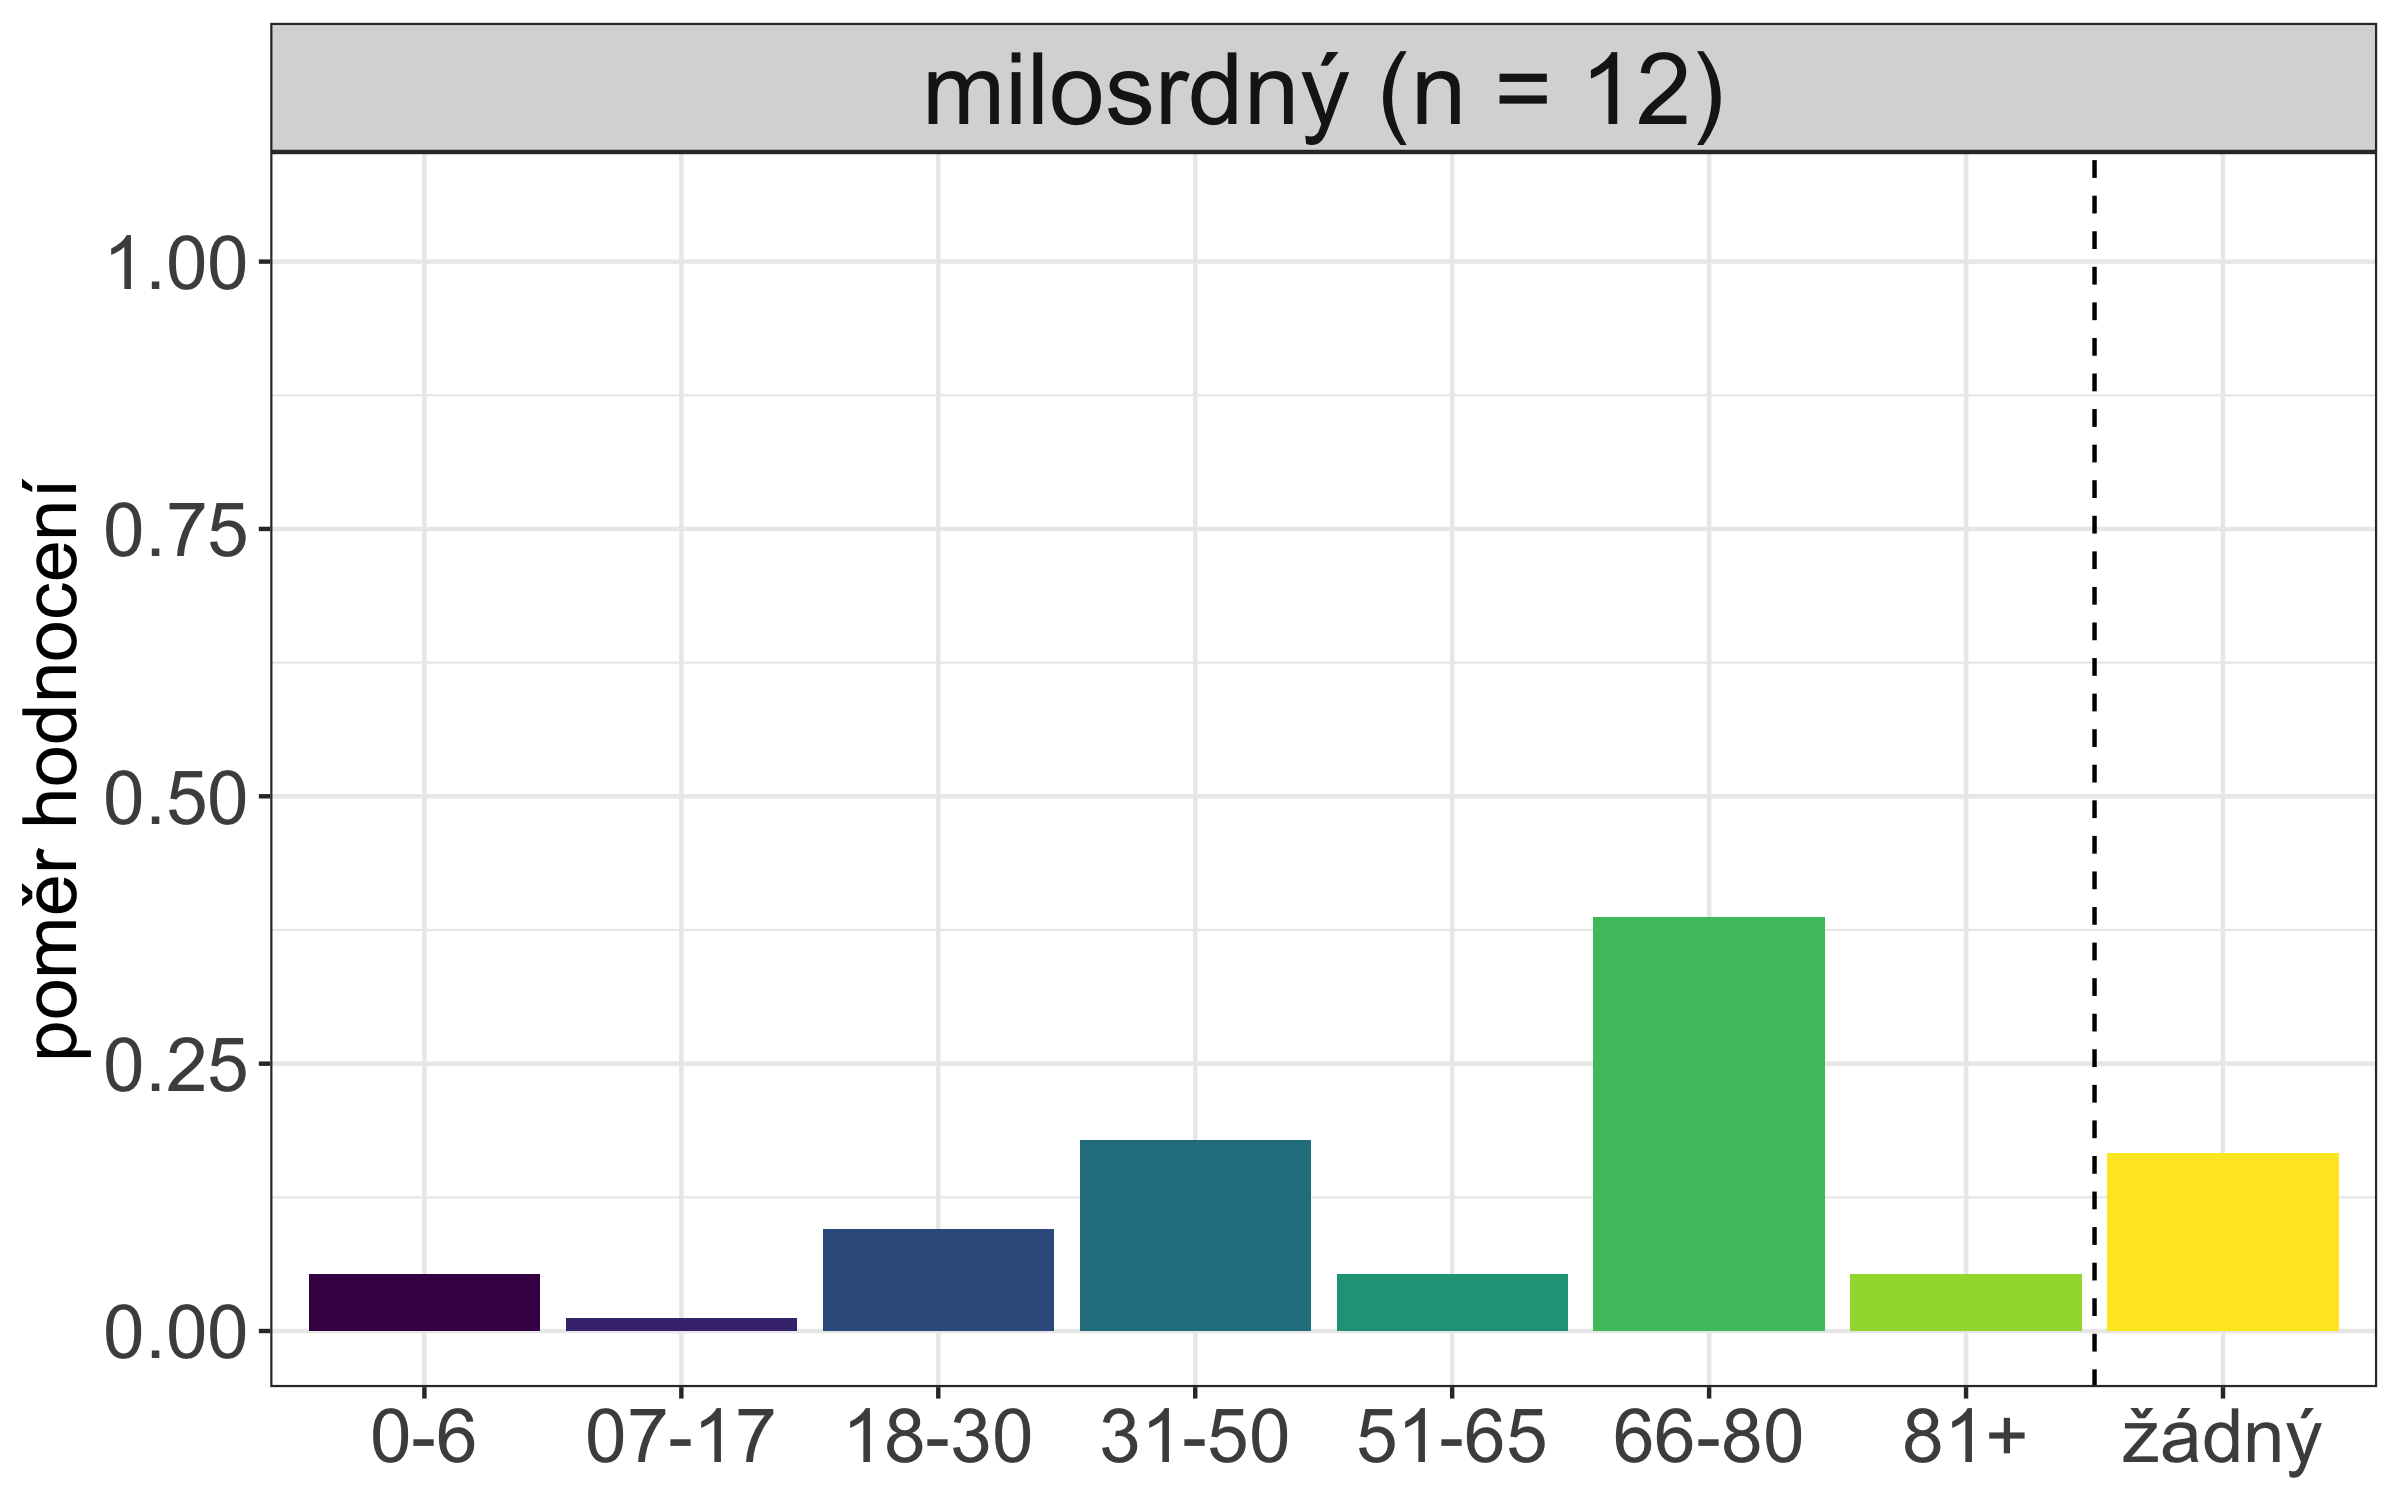 milosrdný (n = 12)
poměr hodnocení
1.00
0.75
0.50
0.25
0.00
0-6 07-17 18-30 31-50 51-65 66-80 81+ žádný